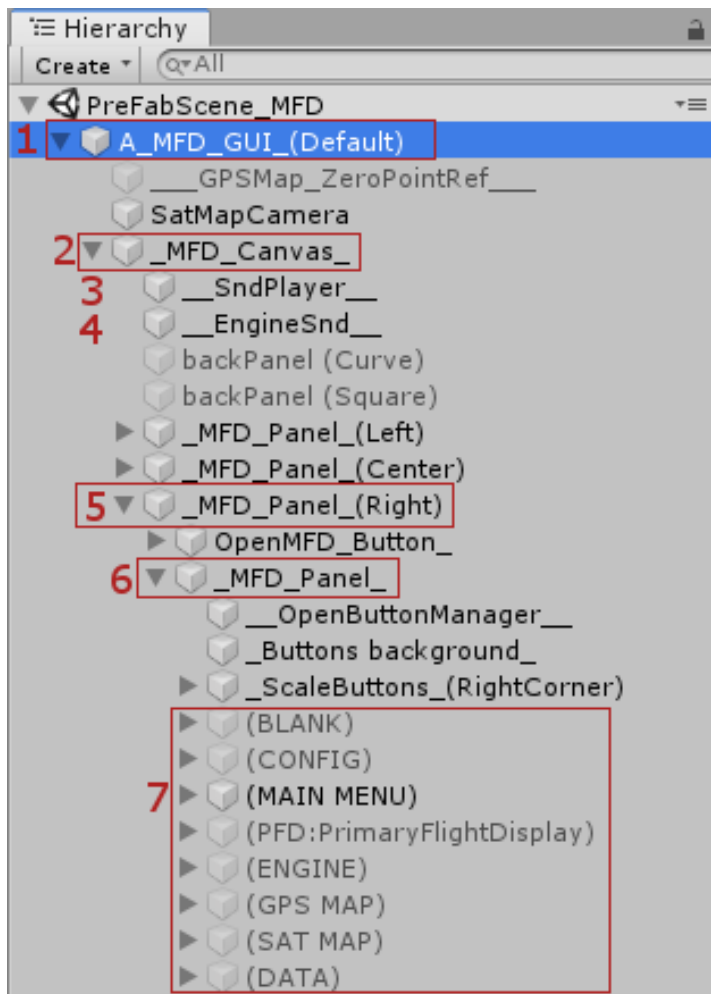 Hierarchy
Create All
PreFabScene_MFD
1 A_MFD_GUI_(Default)
___GPSMap_ZeroPointRef___
SatMapCamera
2 _MFD_Canvas_
3 __SndPlayer__
4 __EngineSnd__
backPanel (Curve)
backPanel (Square)
_MFD_Panel_(Left)
_MFD_Panel_(Center)
5 _MFD_Panel_(Right)
OpenMFD_Button_
6 _MFD_Panel_
__OpenButtonManager__
_Buttons background_
_ScaleButtons_(RightCorner)
(BLANK)
(CONFIG)
7 (MAIN MENU)
(PFD:PrimaryFlightDisplay)
(ENGINE)
(GPS MAP)
(SAT MAP)
(DATA)